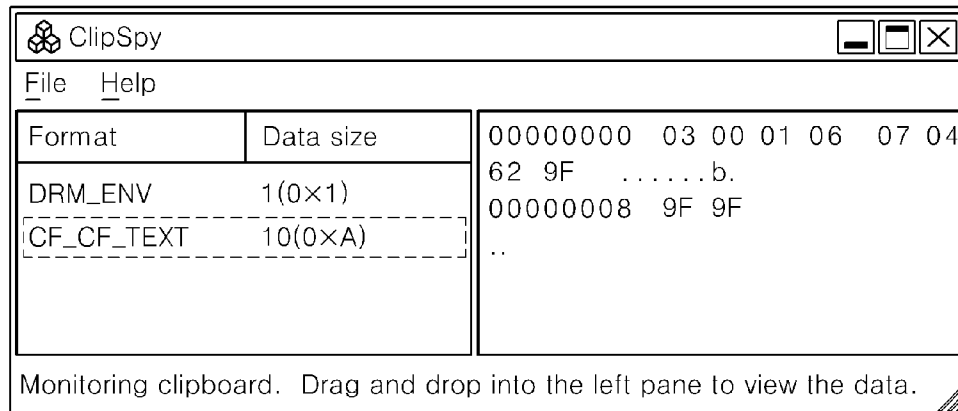 ClipSpy
File Help
Format Data size
DRM_ENV 1(0×1)
CF_CF_TEXT 10(0×A)
00000000 03 00 01 06 07 04
62 9F ......b.
00000008 9F 9F
..
Monitoring clipboard. Drag and drop into the left pane to view the data.